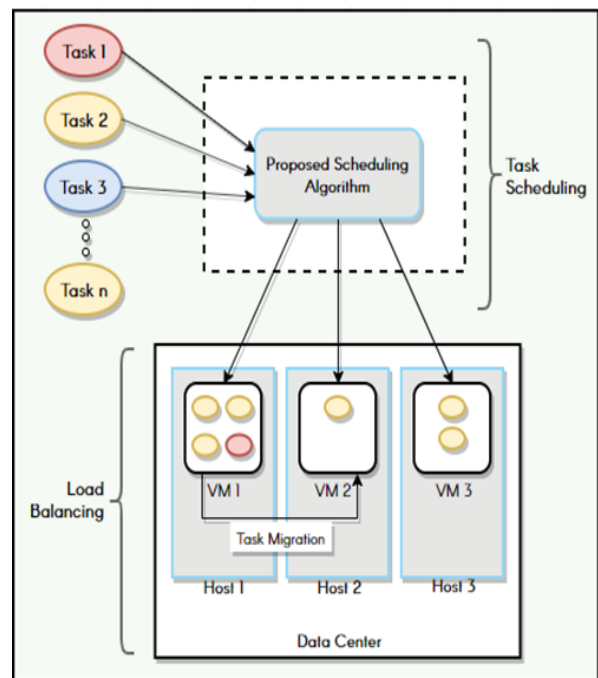 Task 1
Task 2
Task 3
Task n
Proposed Scheduling
Algorithm
Task
Scheduling
Load
Balancing
VM 1
VM 2
VM 3
Task Migration
Host 1
Host 2
Host 3
Data Center